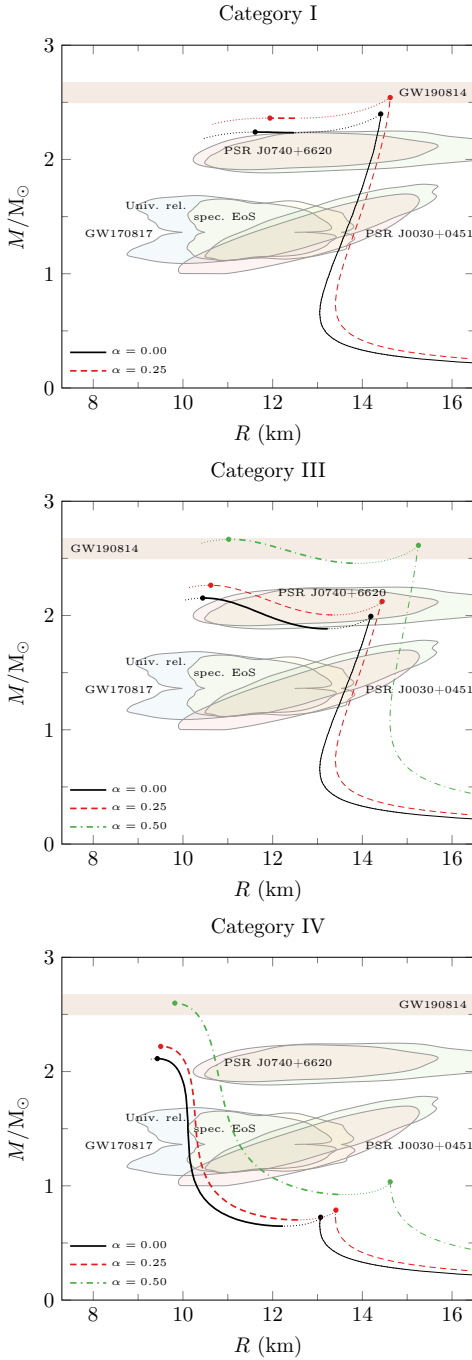 Category I
3
GW190814
PSR J0740+6620
2
Univ. rel.
spec. EoS
GW170817
PSR J0030+0451
M/M⊙
1
α = 0.00
α = 0.25
0
8 10 12 14 16
R (km)
Category III
3
GW190814
PSR J0740+6620
2
Univ. rel.
spec. EoS
GW170817
PSR J0030+0451
M/M⊙
1
α = 0.00
α = 0.25
α = 0.50
0
8 10 12 14 16
R (km)
Category IV
3
GW190814
PSR J0740+6620
2
Univ. rel.
spec. EoS
GW170817
PSR J0030+0451
M/M⊙
1
α = 0.00
α = 0.25
α = 0.50
0
8 10 12 14 16
R (km)